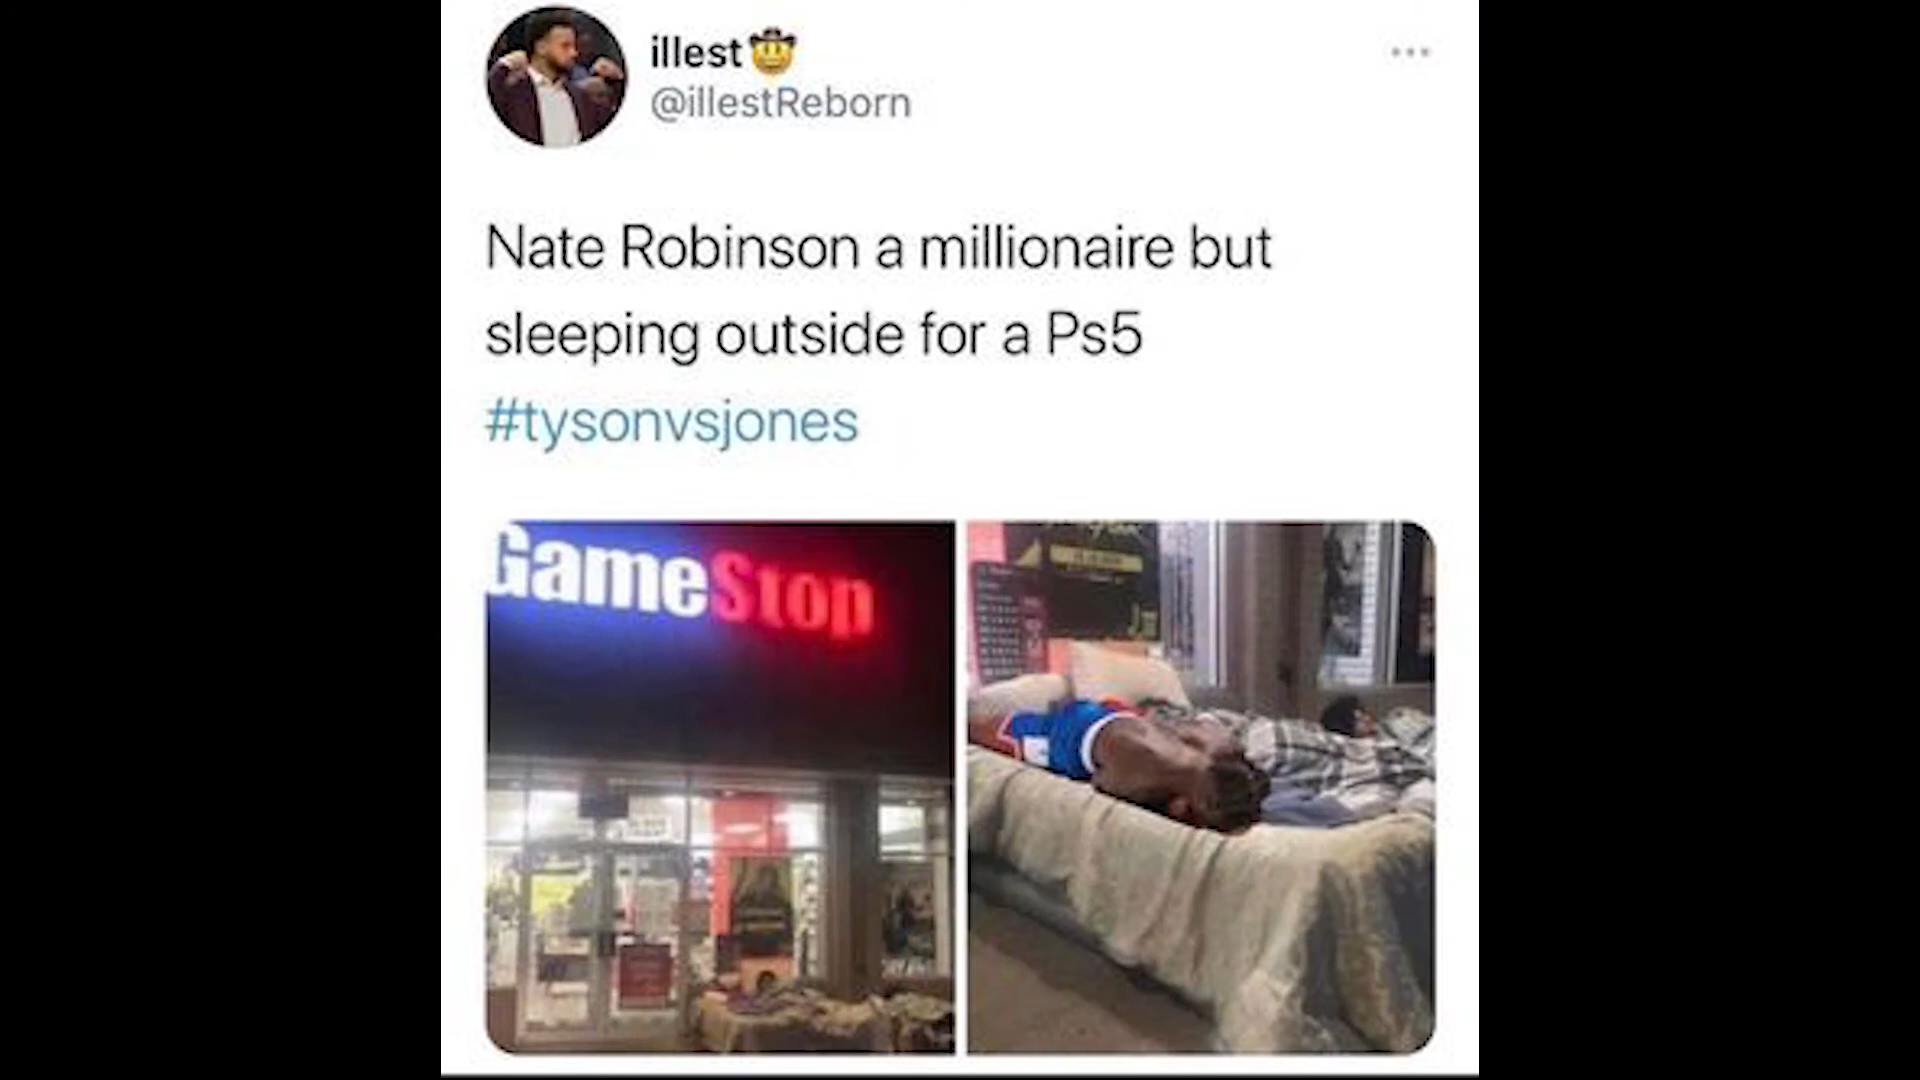 illest🤠
@illestReborn
Nate Robinson a millionaire but
sleeping outside for a Ps5
#tysonvsjones
GameStop